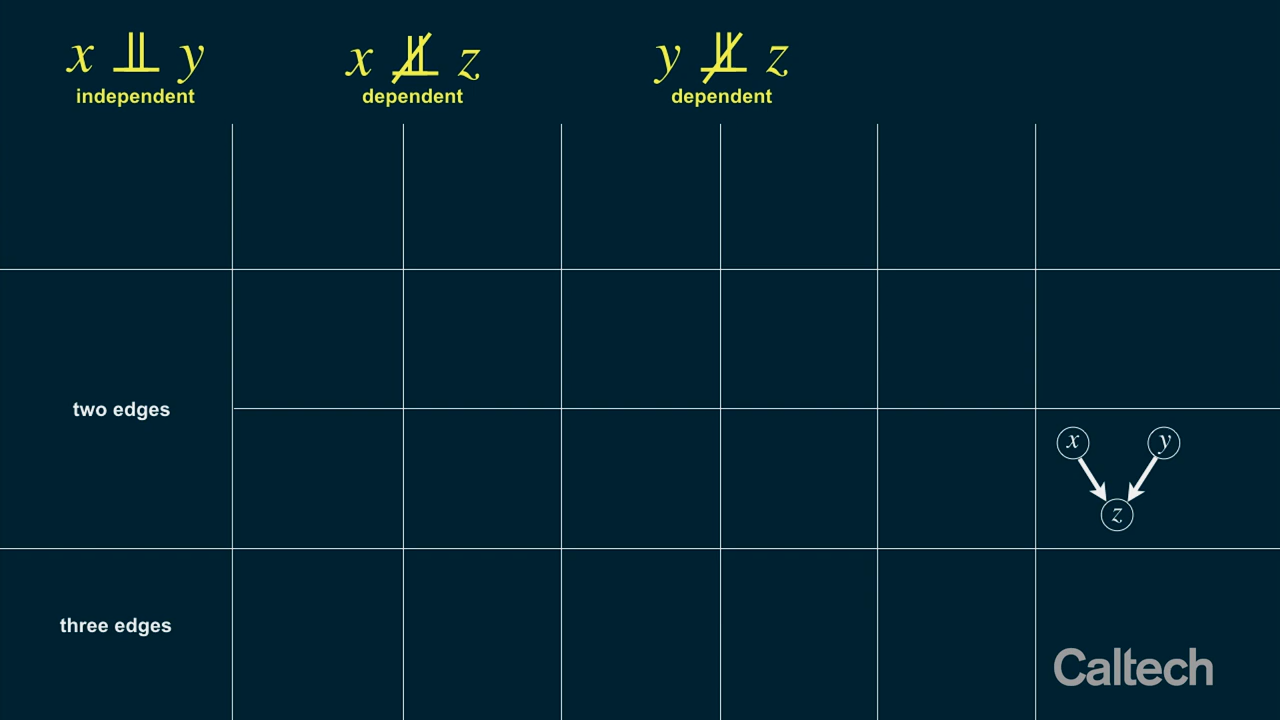 x ⫫ y
independent
x ⫫̸ z
dependent
y ⫫̸ z
dependent
two edges
x y
z
three edges
Caltech